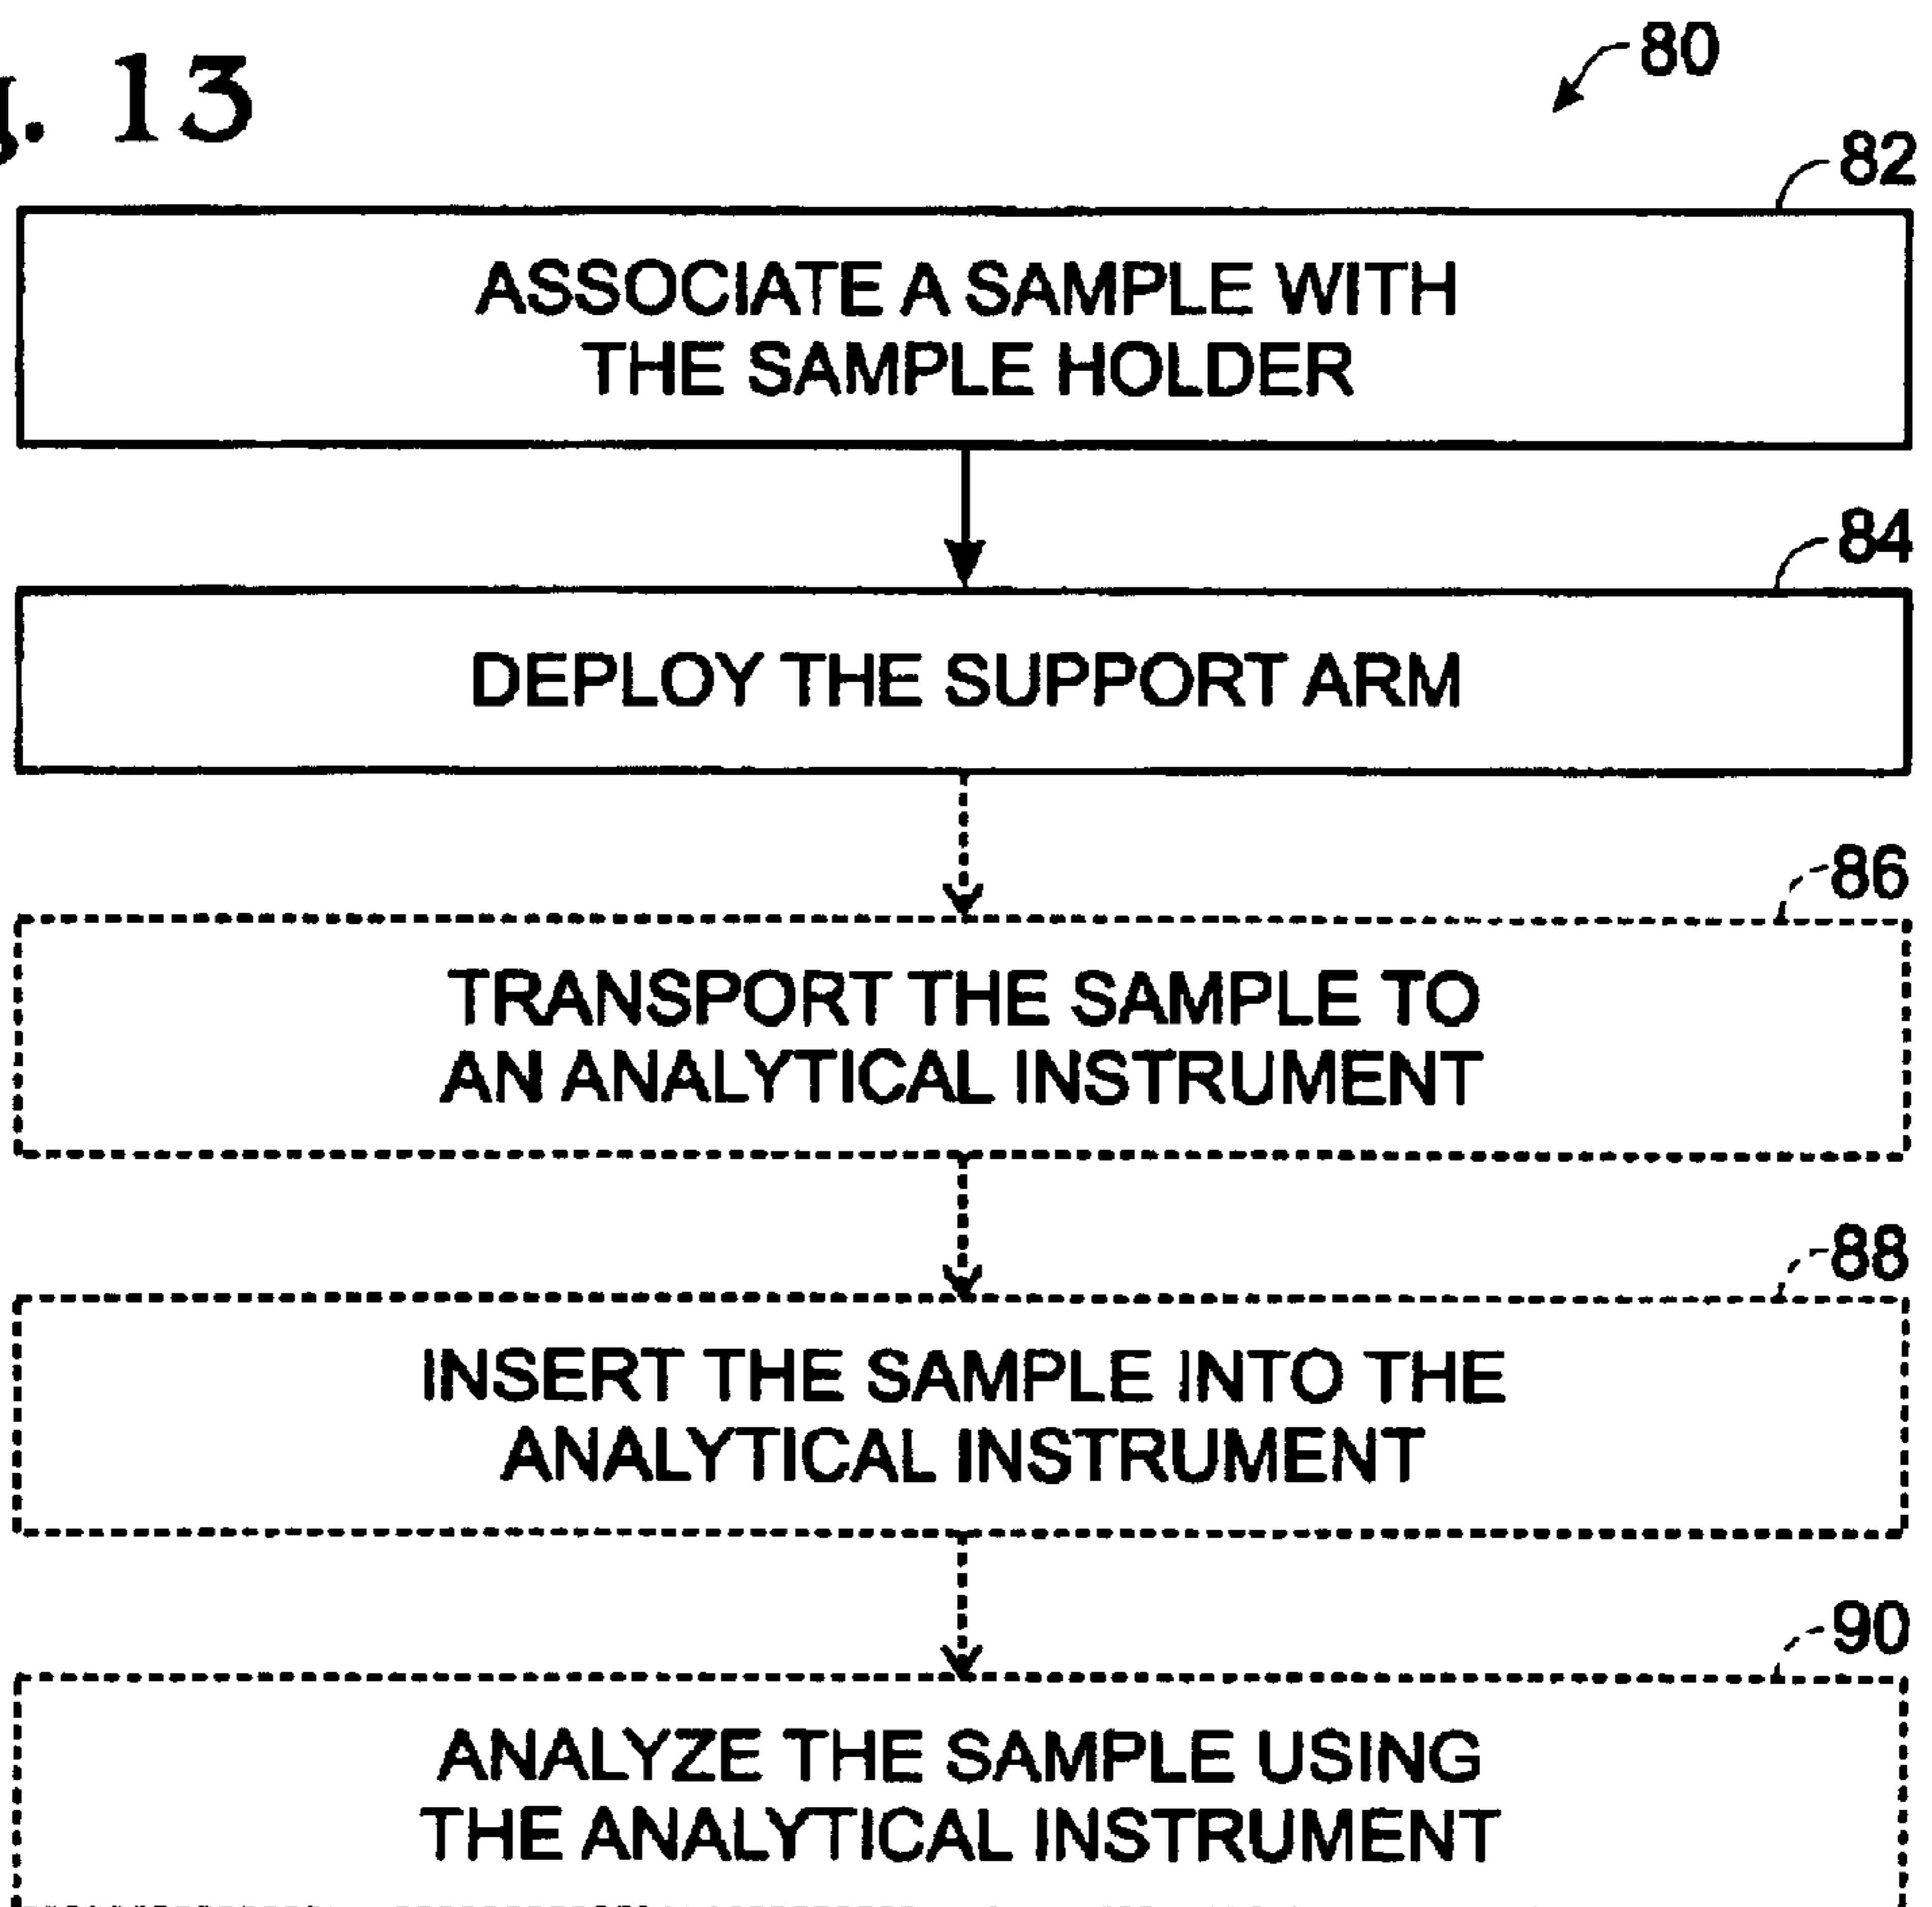 g. 13
80
82
ASSOCIATE A SAMPLE WITH
THE SAMPLE HOLDER
84
DEPLOY THE SUPPORT ARM
86
TRANSPORT THE SAMPLE TO
AN ANALYTICAL INSTRUMENT
88
INSERT THE SAMPLE INTO THE
ANALYTICAL INSTRUMENT
90
ANALYZE THE SAMPLE USING
THE ANALYTICAL INSTRUMENT